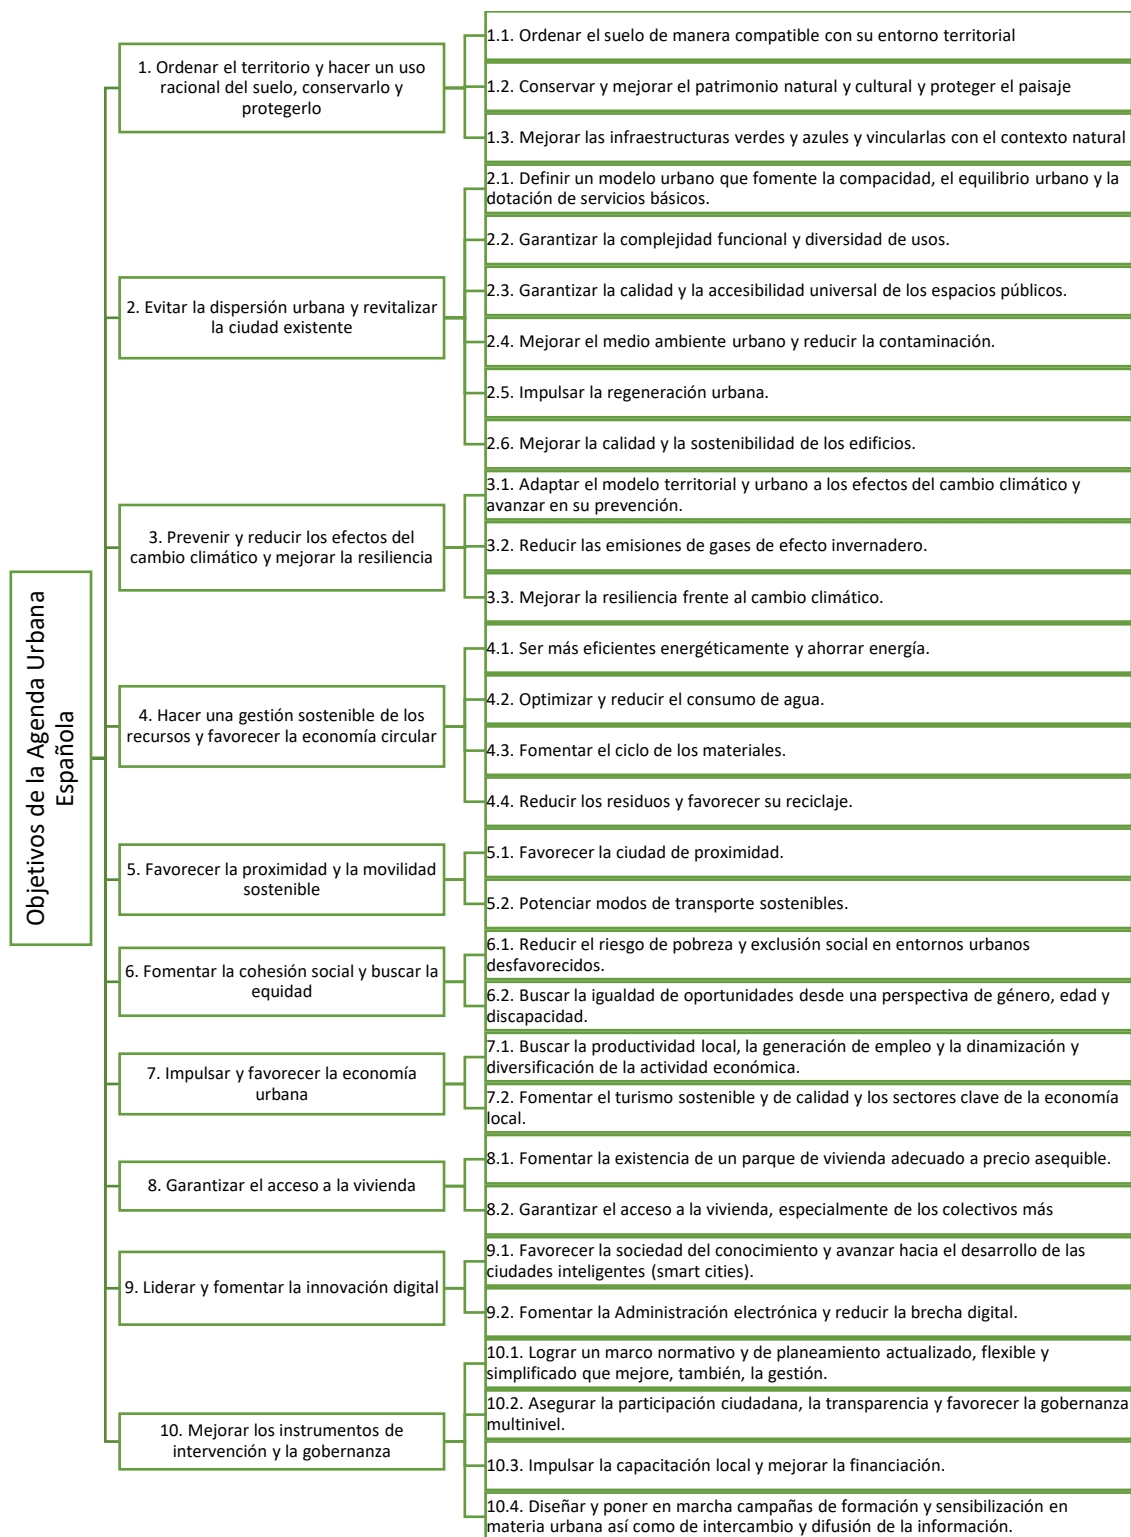 Objetivos de la Agenda Urbana
Española
1. Ordenar el territorio y hacer un uso
racional del suelo, conservarlo y
protegerlo
1.1. Ordenar el suelo de manera compatible con su entorno territorial
1.2. Conservar y mejorar el patrimonio natural y cultural y proteger el paisaje
1.3. Mejorar las infraestructuras verdes y azules y vincularlas con el contexto natural
2. Evitar la dispersión urbana y revitalizar
la ciudad existente
2.1. Definir un modelo urbano que fomente la compacidad, el equilibrio urbano y la
dotación de servicios básicos.
2.2. Garantizar la complejidad funcional y diversidad de usos.
2.3. Garantizar la calidad y la accesibilidad universal de los espacios públicos.
2.4. Mejorar el medio ambiente urbano y reducir la contaminación.
2.5. Impulsar la regeneración urbana.
2.6. Mejorar la calidad y la sostenibilidad de los edificios.
3. Prevenir y reducir los efectos del
cambio climático y mejorar la resiliencia
3.1. Adaptar el modelo territorial y urbano a los efectos del cambio climático y
avanzar en su prevención.
3.2. Reducir las emisiones de gases de efecto invernadero.
3.3. Mejorar la resiliencia frente al cambio climático.
4. Hacer una gestión sostenible de los
recursos y favorecer la economía circular
4.1. Ser más eficientes energéticamente y ahorrar energía.
4.2. Optimizar y reducir el consumo de agua.
4.3. Fomentar el ciclo de los materiales.
4.4. Reducir los residuos y favorecer su reciclaje.
5. Favorecer la proximidad y la movilidad
sostenible
5.1. Favorecer la ciudad de proximidad.
5.2. Potenciar modos de transporte sostenibles.
6. Fomentar la cohesión social y buscar la
equidad
6.1. Reducir el riesgo de pobreza y exclusión social en entornos urbanos
desfavorecidos.
6.2. Buscar la igualdad de oportunidades desde una perspectiva de género, edad y
discapacidad.
7. Impulsar y favorecer la economía
urbana
7.1. Buscar la productividad local, la generación de empleo y la dinamización y
diversificación de la actividad económica.
7.2. Fomentar el turismo sostenible y de calidad y los sectores clave de la economía
local.
8. Garantizar el acceso a la vivienda
8.1. Fomentar la existencia de un parque de vivienda adecuado a precio asequible.
8.2. Garantizar el acceso a la vivienda, especialmente de los colectivos más
9. Liderar y fomentar la innovación digital
9.1. Favorecer la sociedad del conocimiento y avanzar hacia el desarrollo de las
ciudades inteligentes (smart cities).
9.2. Fomentar la Administración electrónica y reducir la brecha digital.
10. Mejorar los instrumentos de
intervención y la gobernanza
10.1. Lograr un marco normativo y de planeamiento actualizado, flexible y
simplificado que mejore, también, la gestión.
10.2. Asegurar la participación ciudadana, la transparencia y favorecer la gobernanza
multinivel.
10.3. Impulsar la capacitación local y mejorar la financiación.
10.4. Diseñar y poner en marcha campañas de formación y sensibilización en
materia urbana así como de intercambio y difusión de la información.